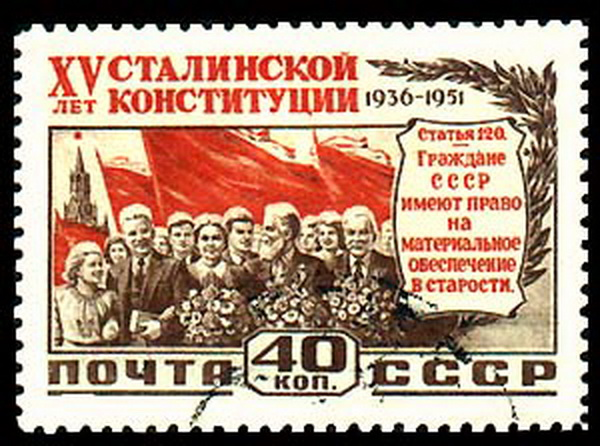 XV СТАЛИНСКОЙ
ЛЕТ КОНСТИТУЦИИ 1936-1951
Статья 120.
Граждане
СССР
имеют право
на
материальное
обеспечение
в старости.
ПОЧТА 40 КОП. СССР